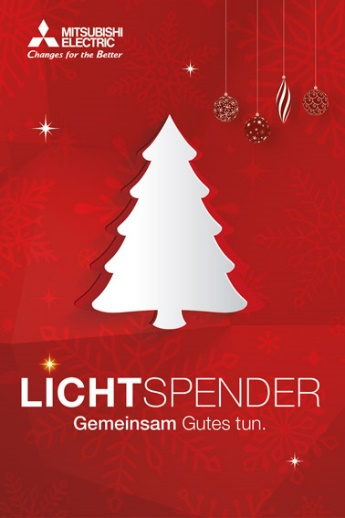 MITSUBISHI
ELECTRIC
Changes for the Better
LICHTSPENDER
Gemeinsam Gutes tun.